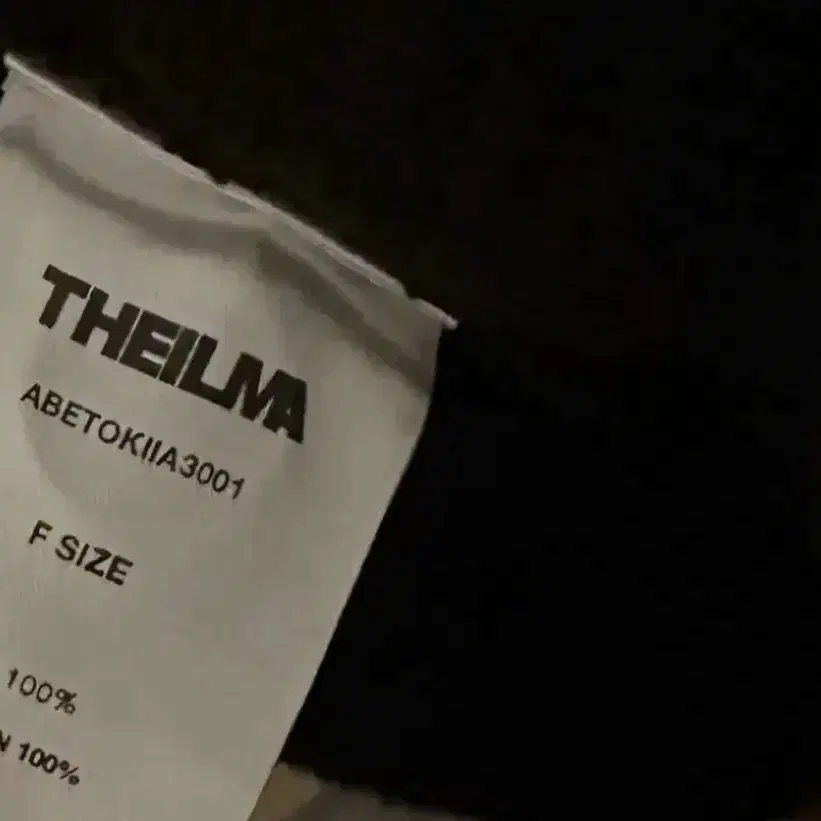 THEILMA
ABETOKIIA3001
F SIZE
100%
100%